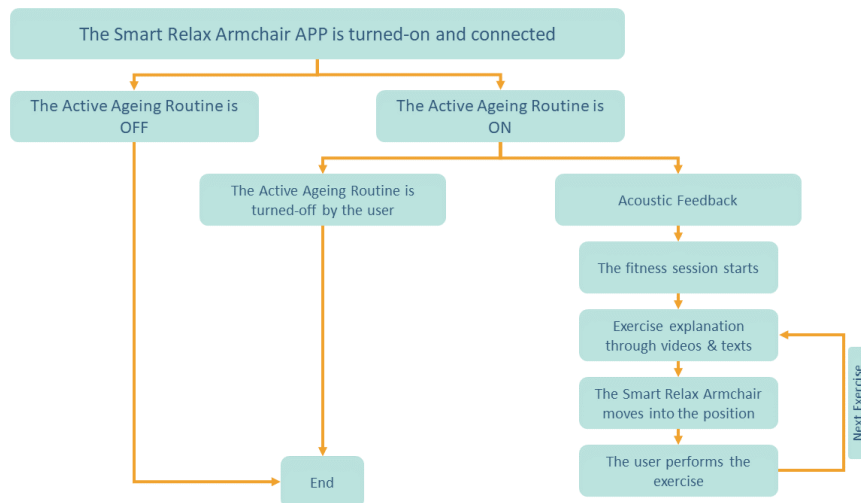 The Smart Relax Armchair APP is turned-on and connected
The Active Ageing Routine is
OFF
The Active Ageing Routine is
ON
The Active Ageing Routine is
turned-off by the user
Acoustic Feedback
The fitness session starts
Exercise explanation
through videos & texts
The Smart Relax Armchair
moves into the position
The user performs the
exercise
Next Exercise
End